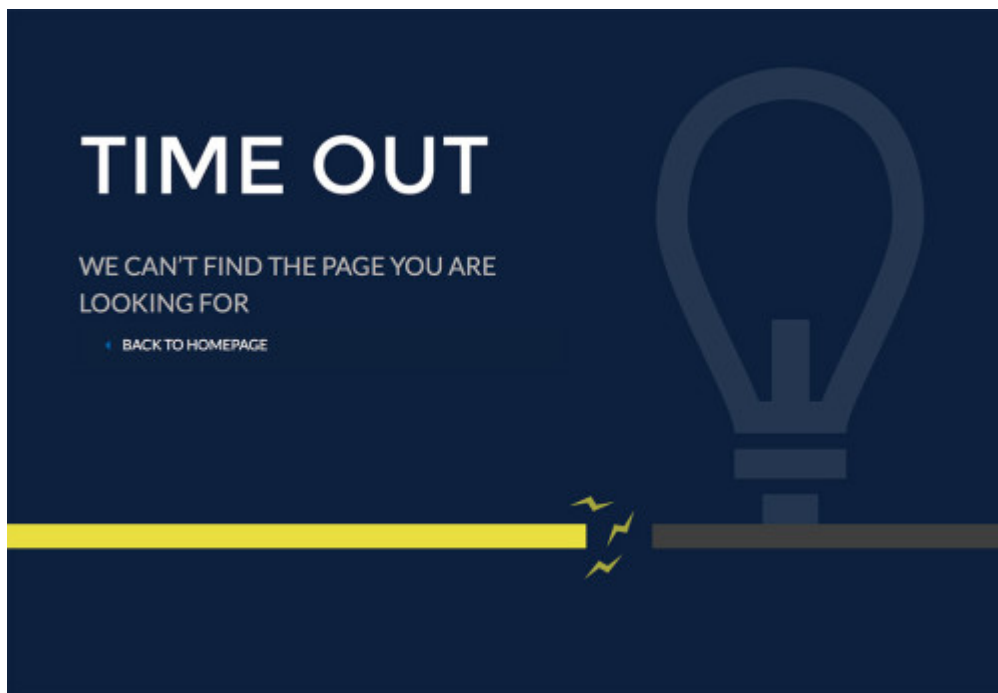 TIME OUT
WE CAN'T FIND THE PAGE YOU ARE
LOOKING FOR
BACK TO HOMEPAGE